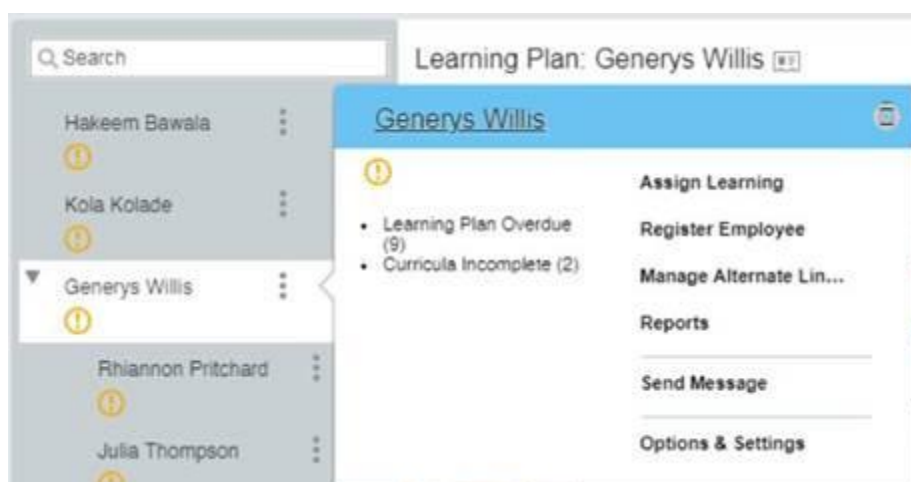 Search
Learning Plan: Generys Willis
Hakeem Bawala
Kola Kolade
Generys Willis
Rhiannon Pritchard
Julia Thompson
Generys Willis
Learning Plan Overdue
(9)
Curricula Incomplete (2)
Assign Learning
Register Employee
Manage Alternate Lin...
Reports
Send Message
Options & Settings